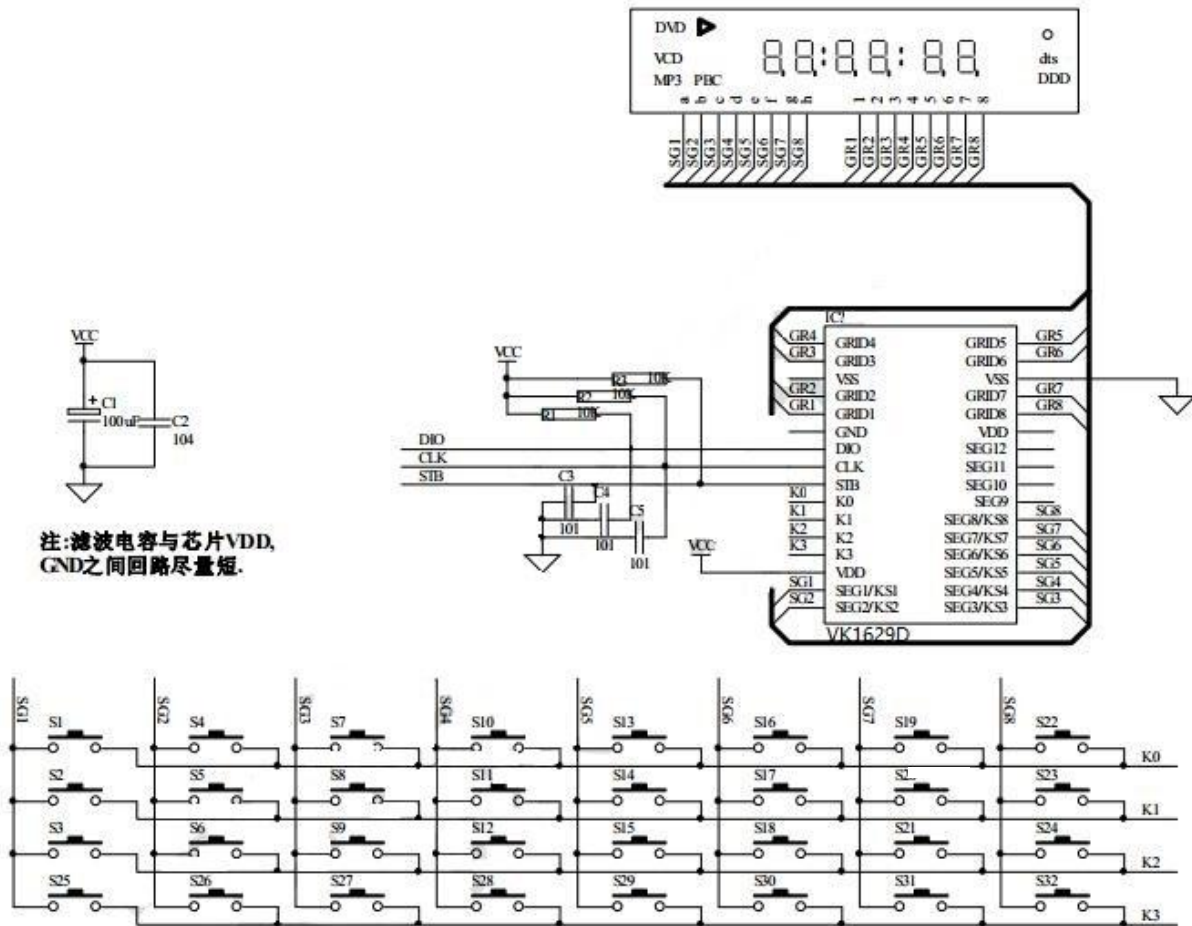 DVD
VCD
MP3 PBC
dts
DDD
a b c d e f g h 1 2 3 4 5 6 7 8
SG1 SG2 SG3 SG4 SG5 SG6 SG7 SG8 GR1 GR2 GR3 GR4 GR5 GR6 GR7 GR8
VCC
C1
100uF
C2
104
注:滤波电容与芯片VDD,
GND之间回路尽量短.
VCC
R3 10K
R2 10K
R1 10K
DIO
CLK
STB
C3
C4
C5
101
101
101
VCC
IC?
GR4 GRID4 GRID5 GR5
GR3 GRID3 GRID6 GR6
VSS VSS
GR2 GRID2 GRID7 GR7
GR1 GRID1 GRID8 GR8
GND VDD
DIO SEG12
CLK SEG11
STB SEG10
K0 K0 SEG9
K1 K1 SEG8/KS8 SG8
K2 K2 SEG7/KS7 SG7
K3 K3 SEG6/KS6 SG6
VDD SEG5/KS5 SG5
SG1 SEG1/KS1 SEG4/KS4 SG4
SG2 SEG2/KS2 SEG3/KS3 SG3
VK1629D
SG1 SG2 SG3 SG4 SG5 SG6 SG7 SG8
S1 S4 S7 S10 S13 S16 S19 S22
K0
S2 S5 S8 S11 S14 S17 S2 S23
K1
S3 S6 S9 S12 S15 S18 S21 S24
K2
S25 S26 S27 S28 S29 S30 S31 S32
K3